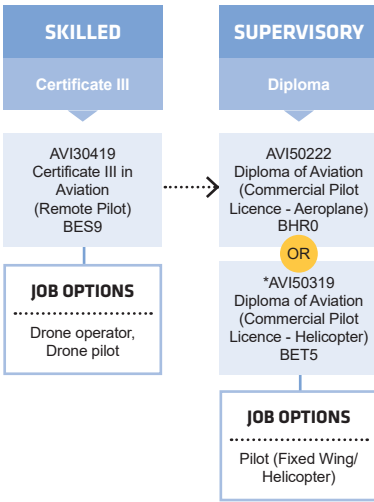 SKILLED
Certificate III
AVI30419
Certificate III in
Aviation
(Remote Pilot)
BES9
JOB OPTIONS
Drone operator,
Drone pilot
SUPERVISORY
Diploma
AVI50222
Diploma of Aviation
(Commercial Pilot
Licence - Aeroplane)
BHR0
OR
*AVI50319
Diploma of Aviation
(Commercial Pilot
Licence - Helicopter)
BET5
JOB OPTIONS
Pilot (Fixed Wing/
Helicopter)